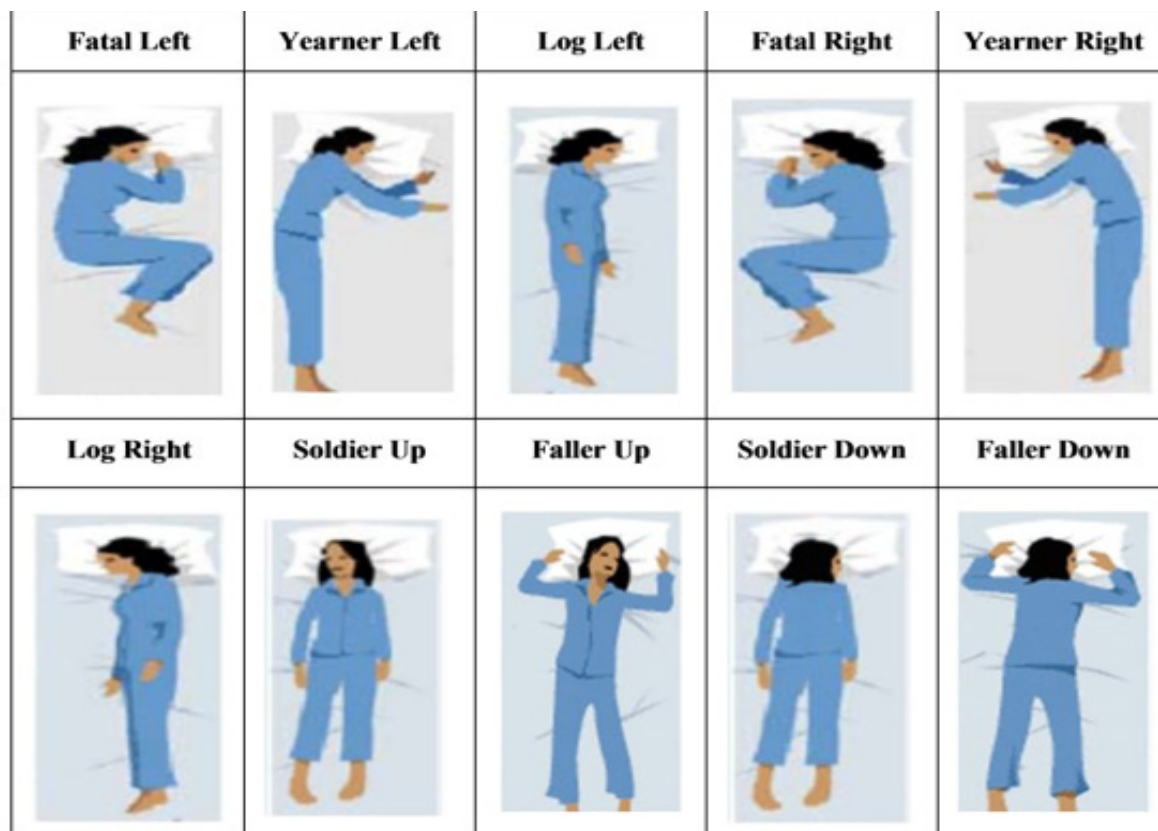 Fatal Left
Yearner Left
Log Left
Fatal Right
Yearner Right
Log Right
Soldier Up
Faller Up
Soldier Down
Faller Down